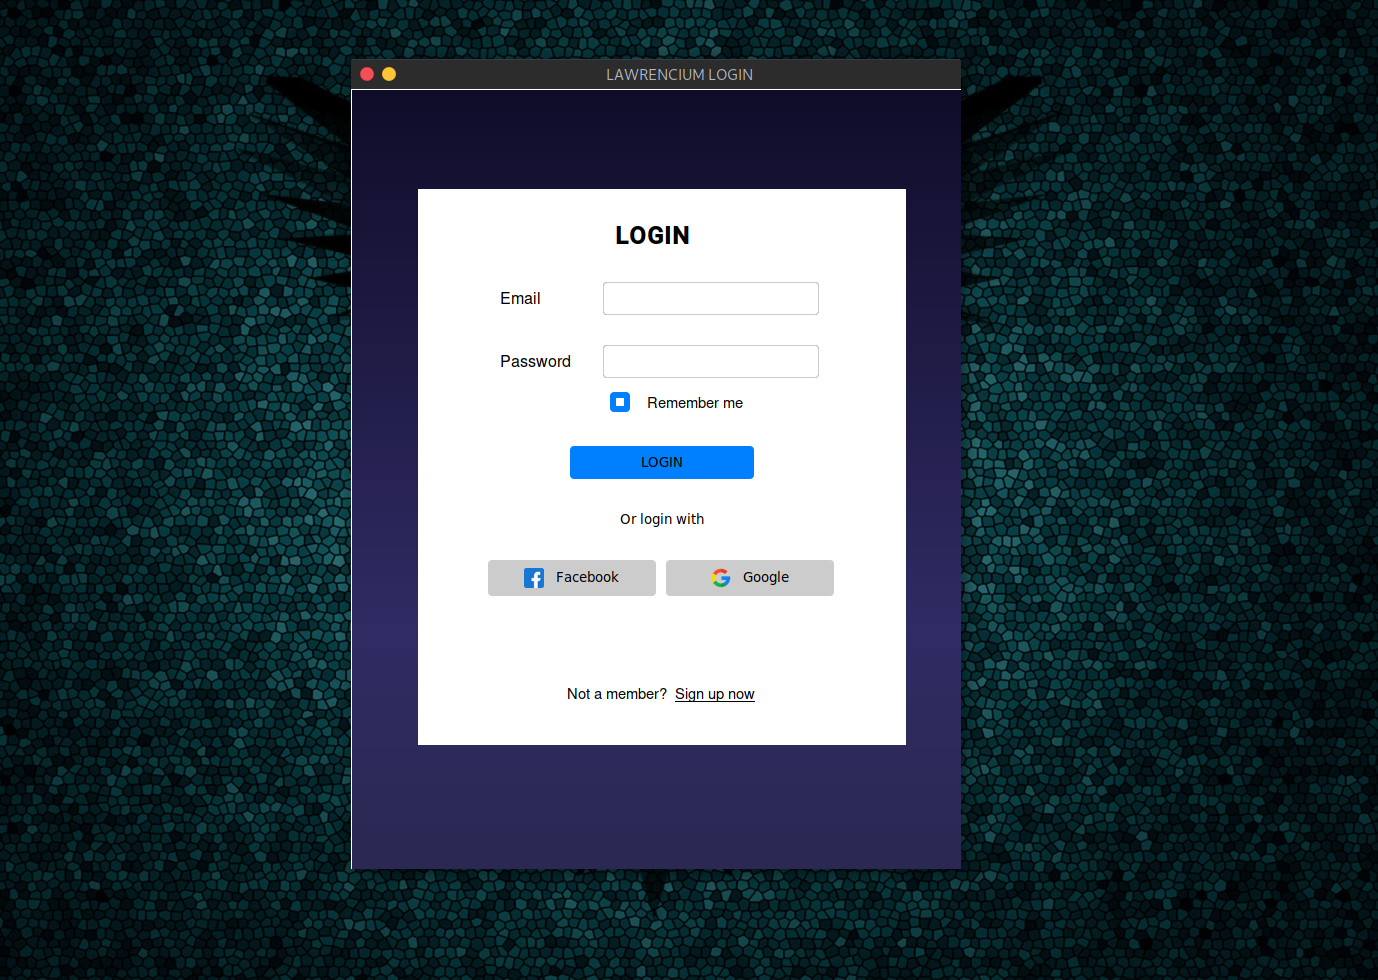 LAWRENCIUM LOGIN
LOGIN
Email
Password
Remember me
LOGIN
Or login with
Facebook Google
Not a member? Sign up now